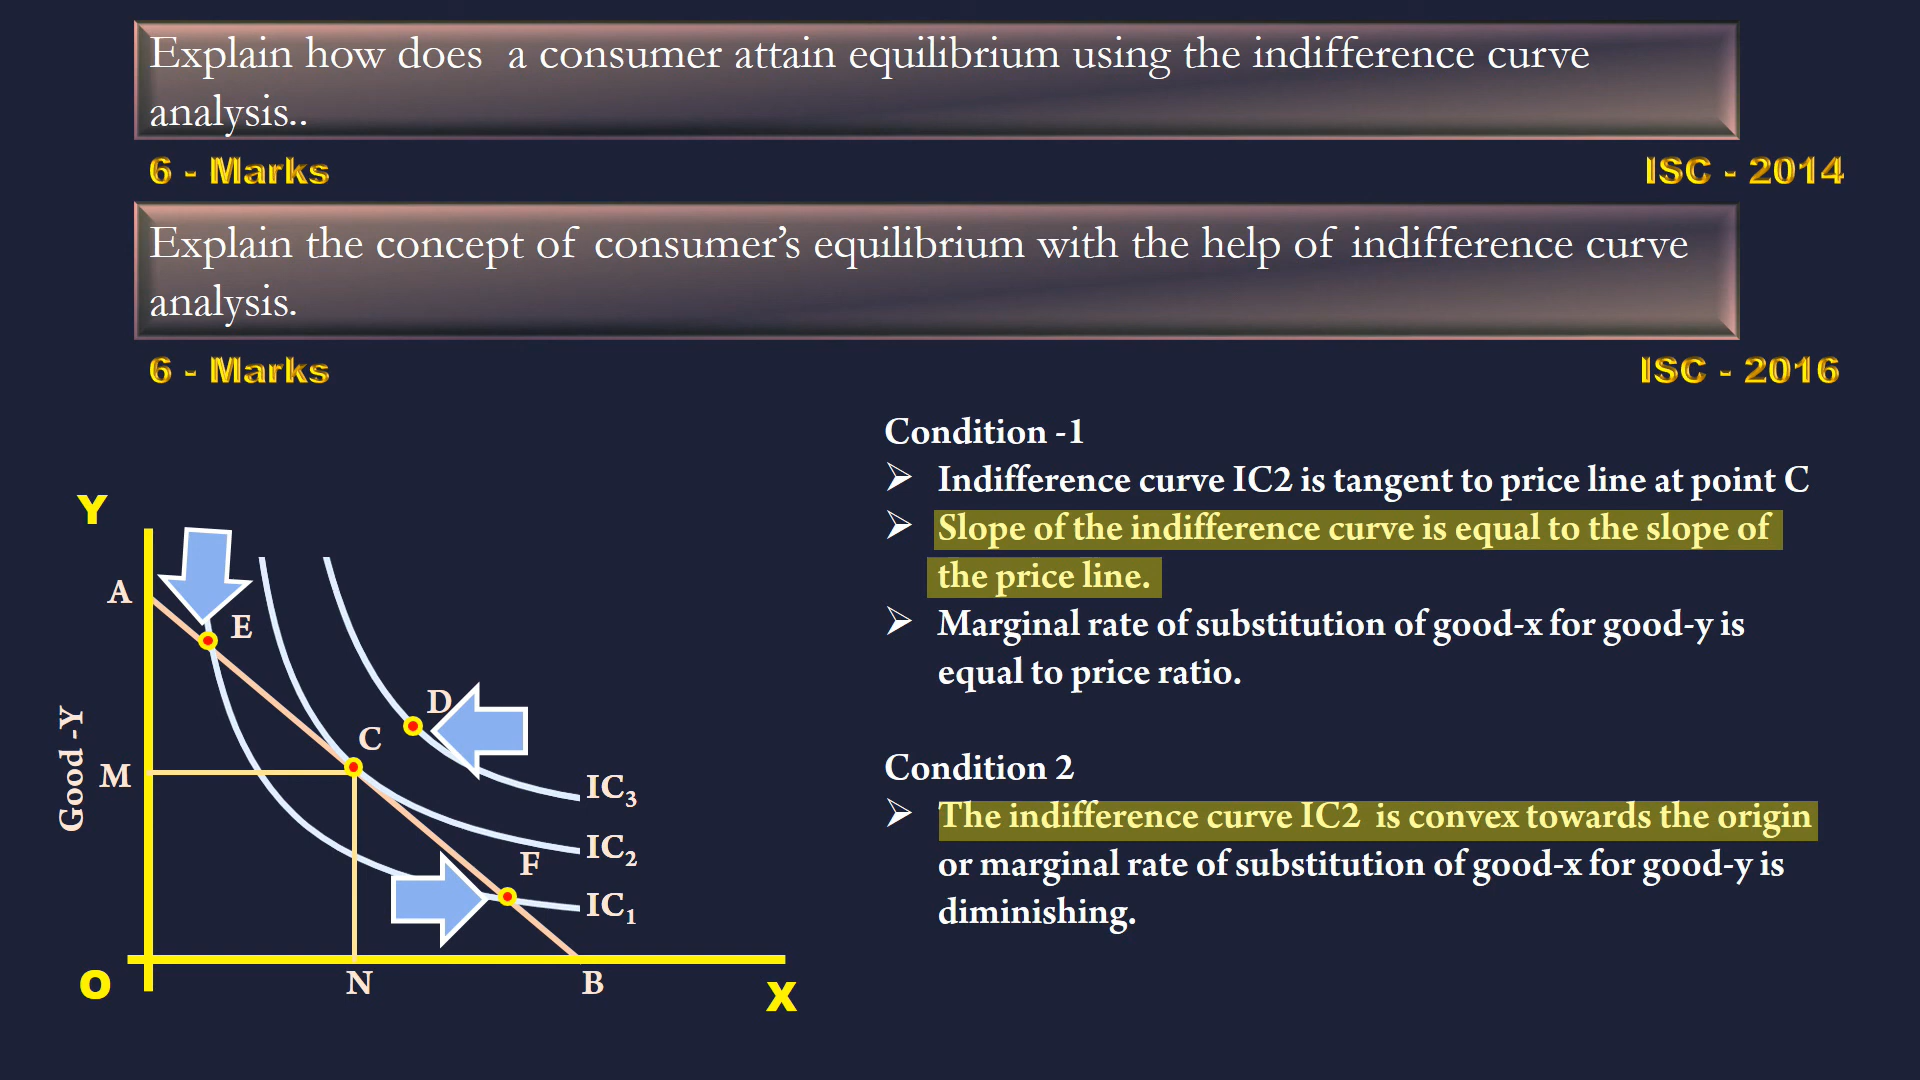 Explain how does a consumer attain equilibrium using the indifference curve
analysis..
6 - Marks
ISC - 2014
Explain the concept of consumer’s equilibrium with the help of indifference curve
analysis.
6 - Marks
ISC - 2016
Condition -1
➢ Indifference curve IC2 is tangent to price line at point C
➢ Slope of the indifference curve is equal to the slope of
the price line.
➢ Marginal rate of substitution of good-x for good-y is
equal to price ratio.
Condition 2
➢ The indifference curve IC2 is convex towards the origin
or marginal rate of substitution of good-x for good-y is
diminishing.
Y
A
E
D
C
M
Good -Y
IC₃
IC₂
F
IC₁
O
N
B
X